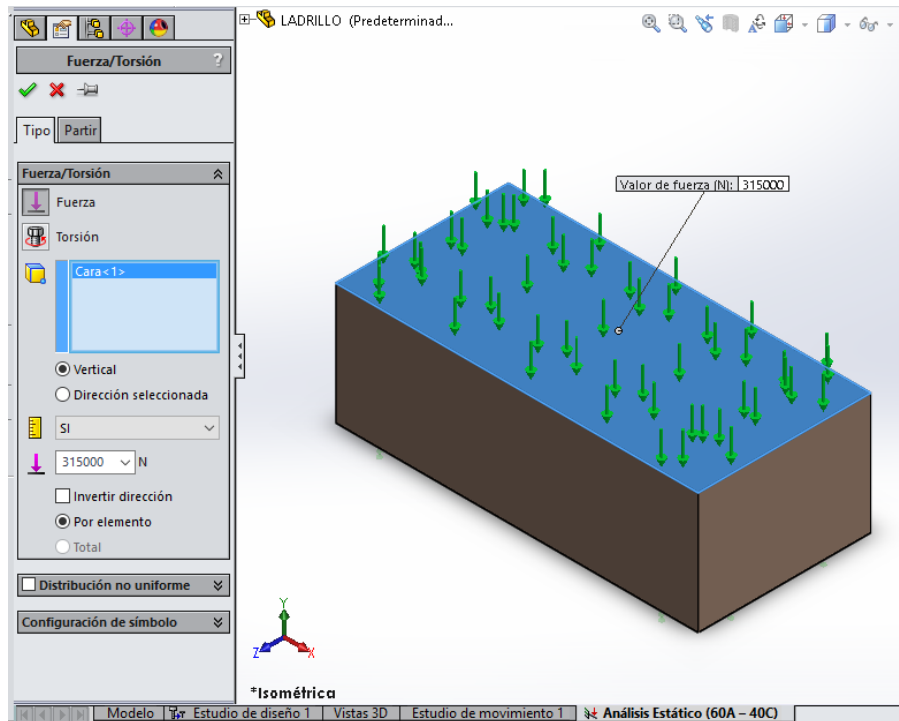 LADRILLO (Predeterminad...
Fuerza/Torsión ?
Tipo Partir
Fuerza/Torsión
Fuerza
Torsión
Cara<1>
Vertical
Dirección seleccionada
SI
315000 N
Invertir dirección
Por elemento
Total
Distribución no uniforme
Configuración de símbolo
Valor de fuerza (N): 315000
Y
Z X
*Isométrica
Modelo Estudio de diseño 1 Vistas 3D Estudio de movimiento 1 Análisis Estático (60A – 40C)